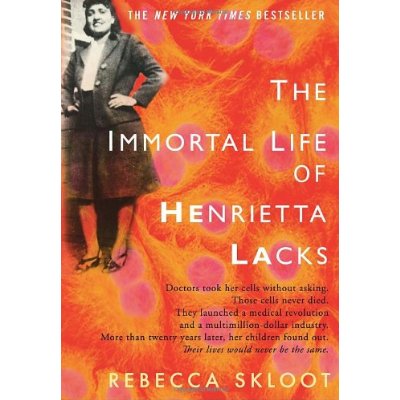 THE NEW YORK TIMES BESTSELLER
THE
IMMORTAL LIFE
OF
HENRIETTA
LACKS
Doctors took her cells without asking.
Those cells never died.
They launched a medical revolution
and a multimillion-dollar industry.
More than twenty years later, her children found out.
Their lives would never be the same.
REBECCA SKLOOT